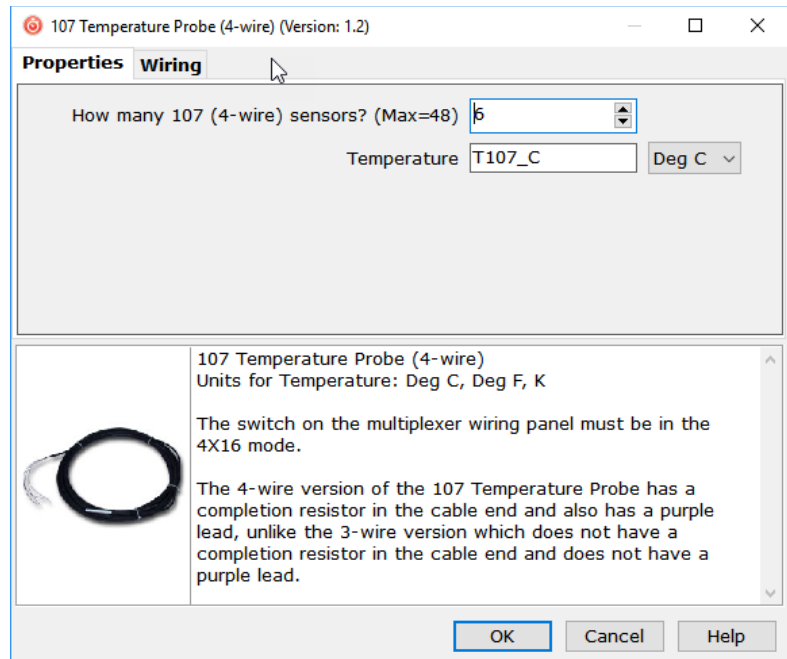 107 Temperature Probe (4-wire) (Version: 1.2)
Properties Wiring
How many 107 (4-wire) sensors? (Max=48) 6
Temperature T107_C Deg C
107 Temperature Probe (4-wire)
Units for Temperature: Deg C, Deg F, K
The switch on the multiplexer wiring panel must be in the
4X16 mode.
The 4-wire version of the 107 Temperature Probe has a
completion resistor in the cable end and also has a purple
lead, unlike the 3-wire version which does not have a
completion resistor in the cable end and does not have a
purple lead.
OK Cancel Help